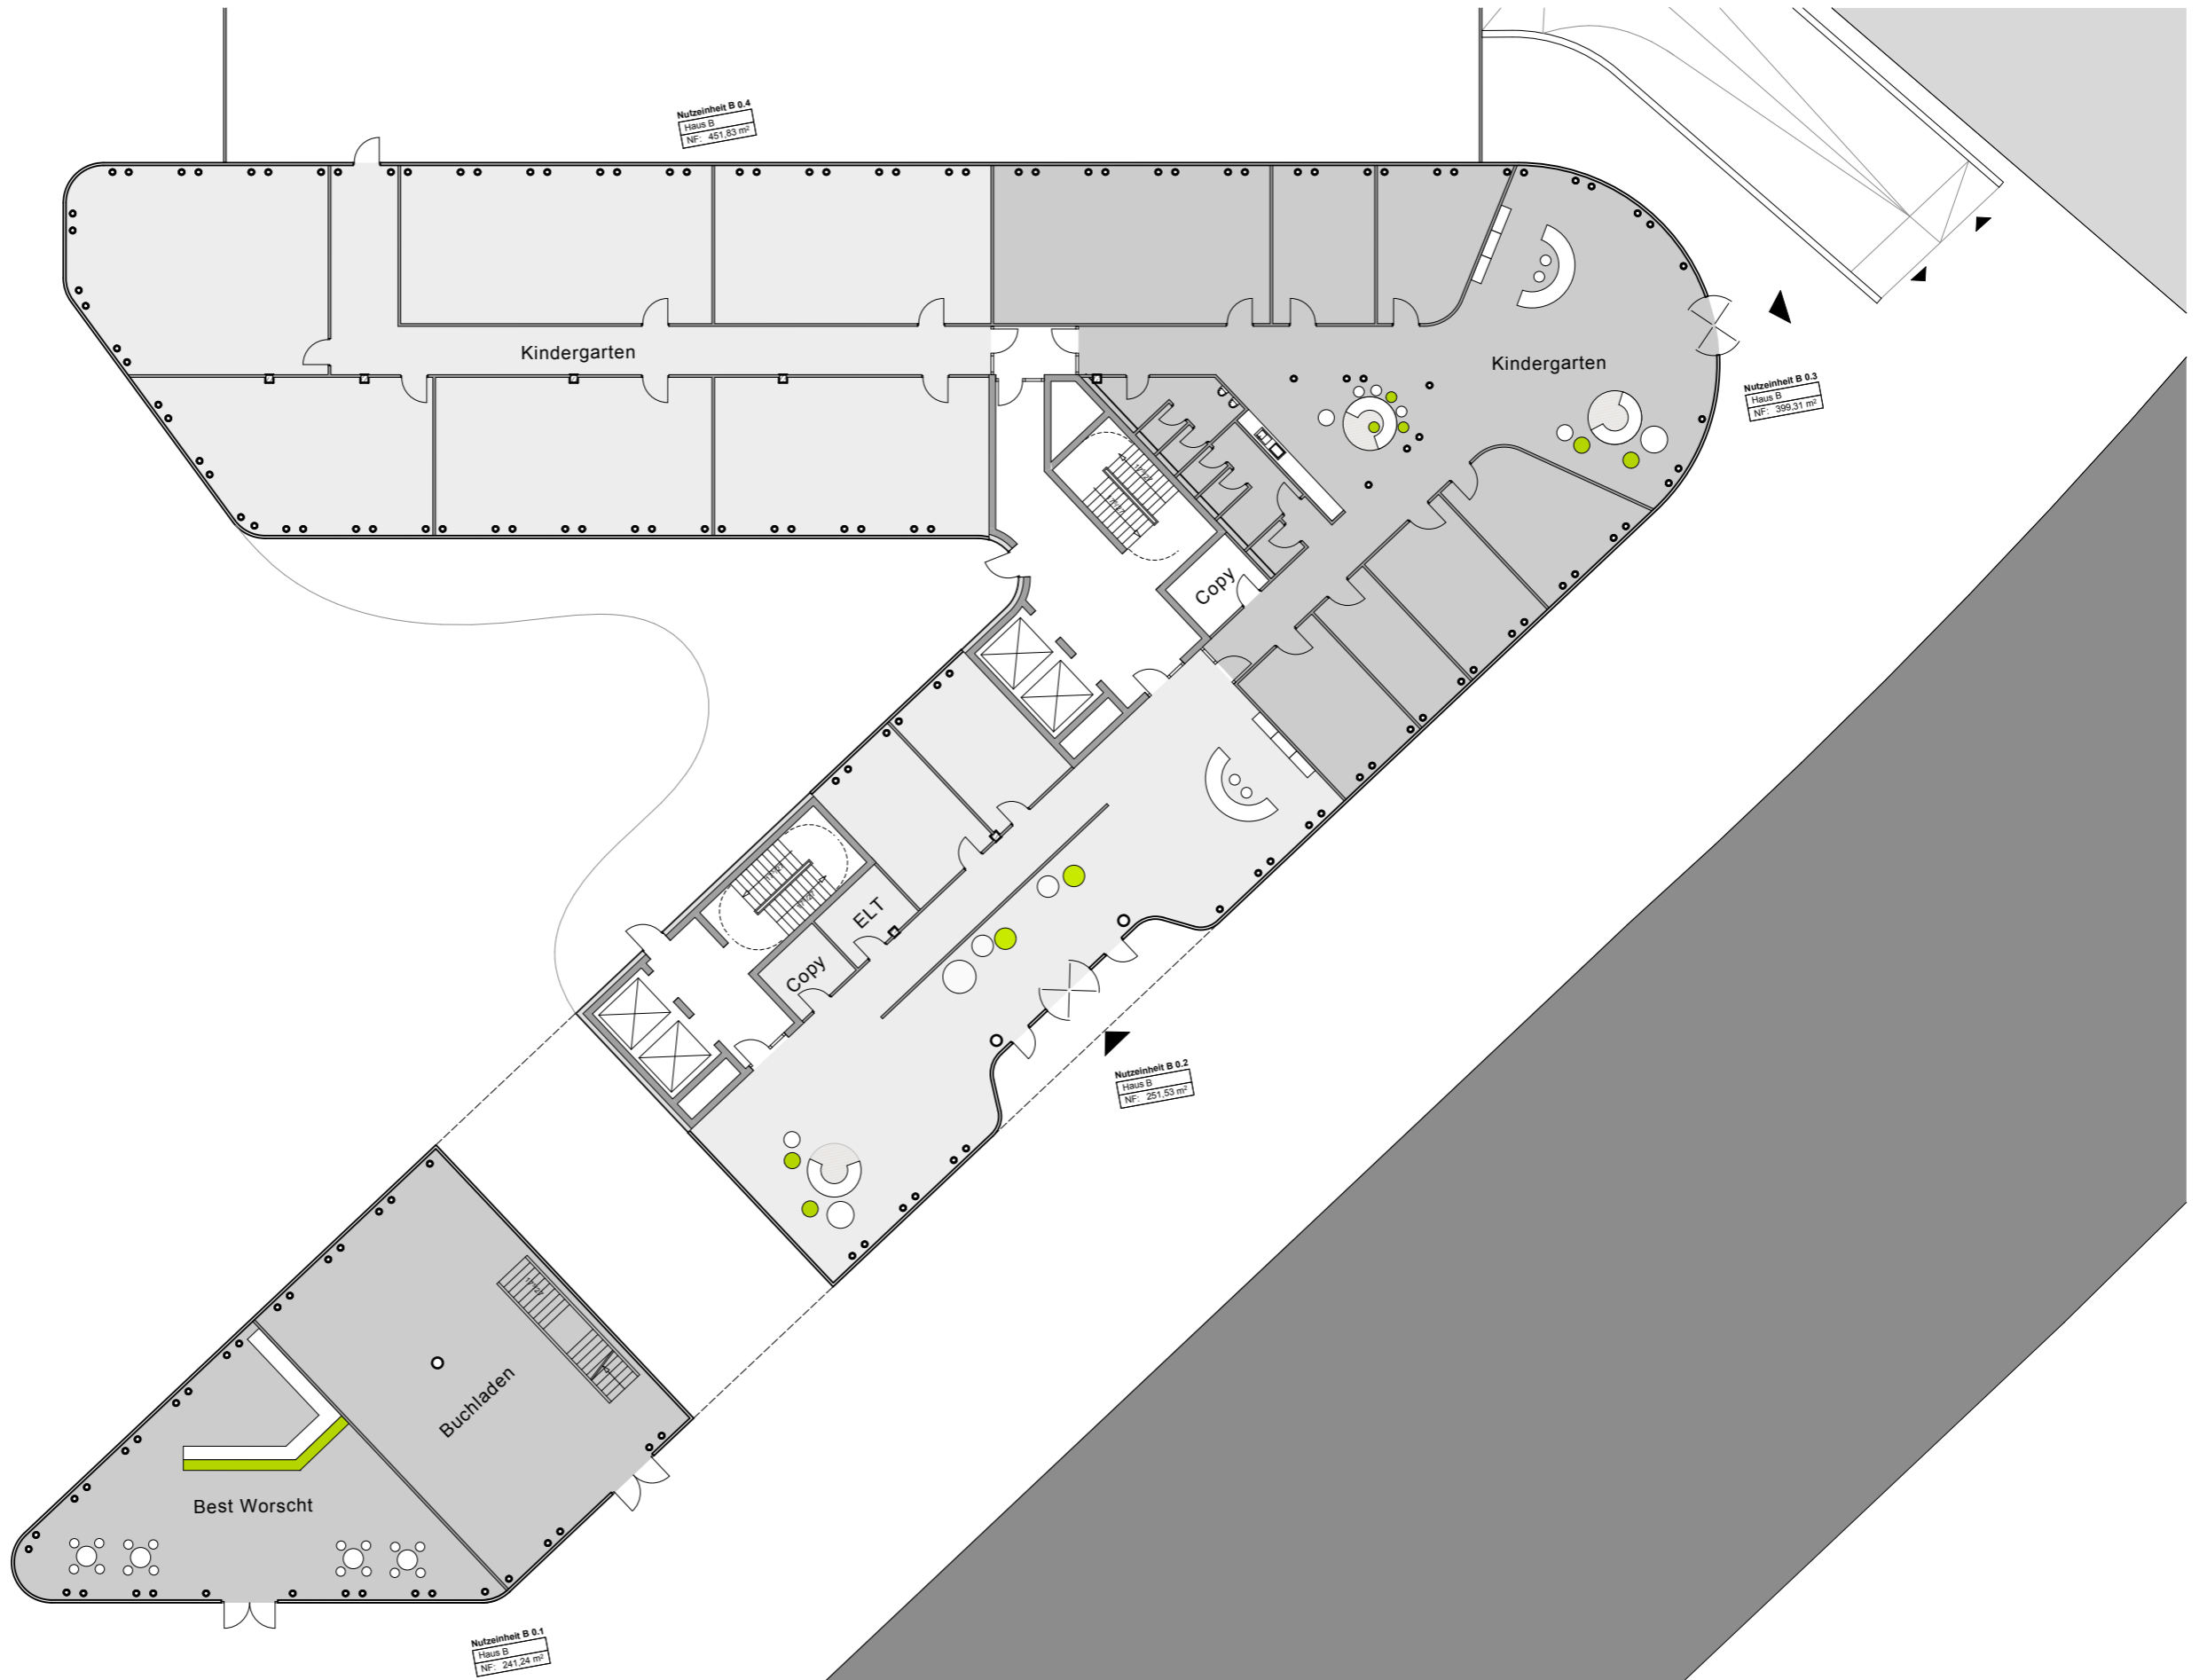 Nutzeinheit B 0.4
Haus B
NF: 451,83 m²
Kindergarten
Kindergarten
Nutzeinheit B 0.3
Haus B
NF: 399,31 m²
Copy
ELT
Copy
Nutzeinheit B 0.2
Haus B
NF: 251,53 m²
Buchladen
Best Worscht
Nutzeinheit B 0.1
Haus B
NF: 241,24 m²